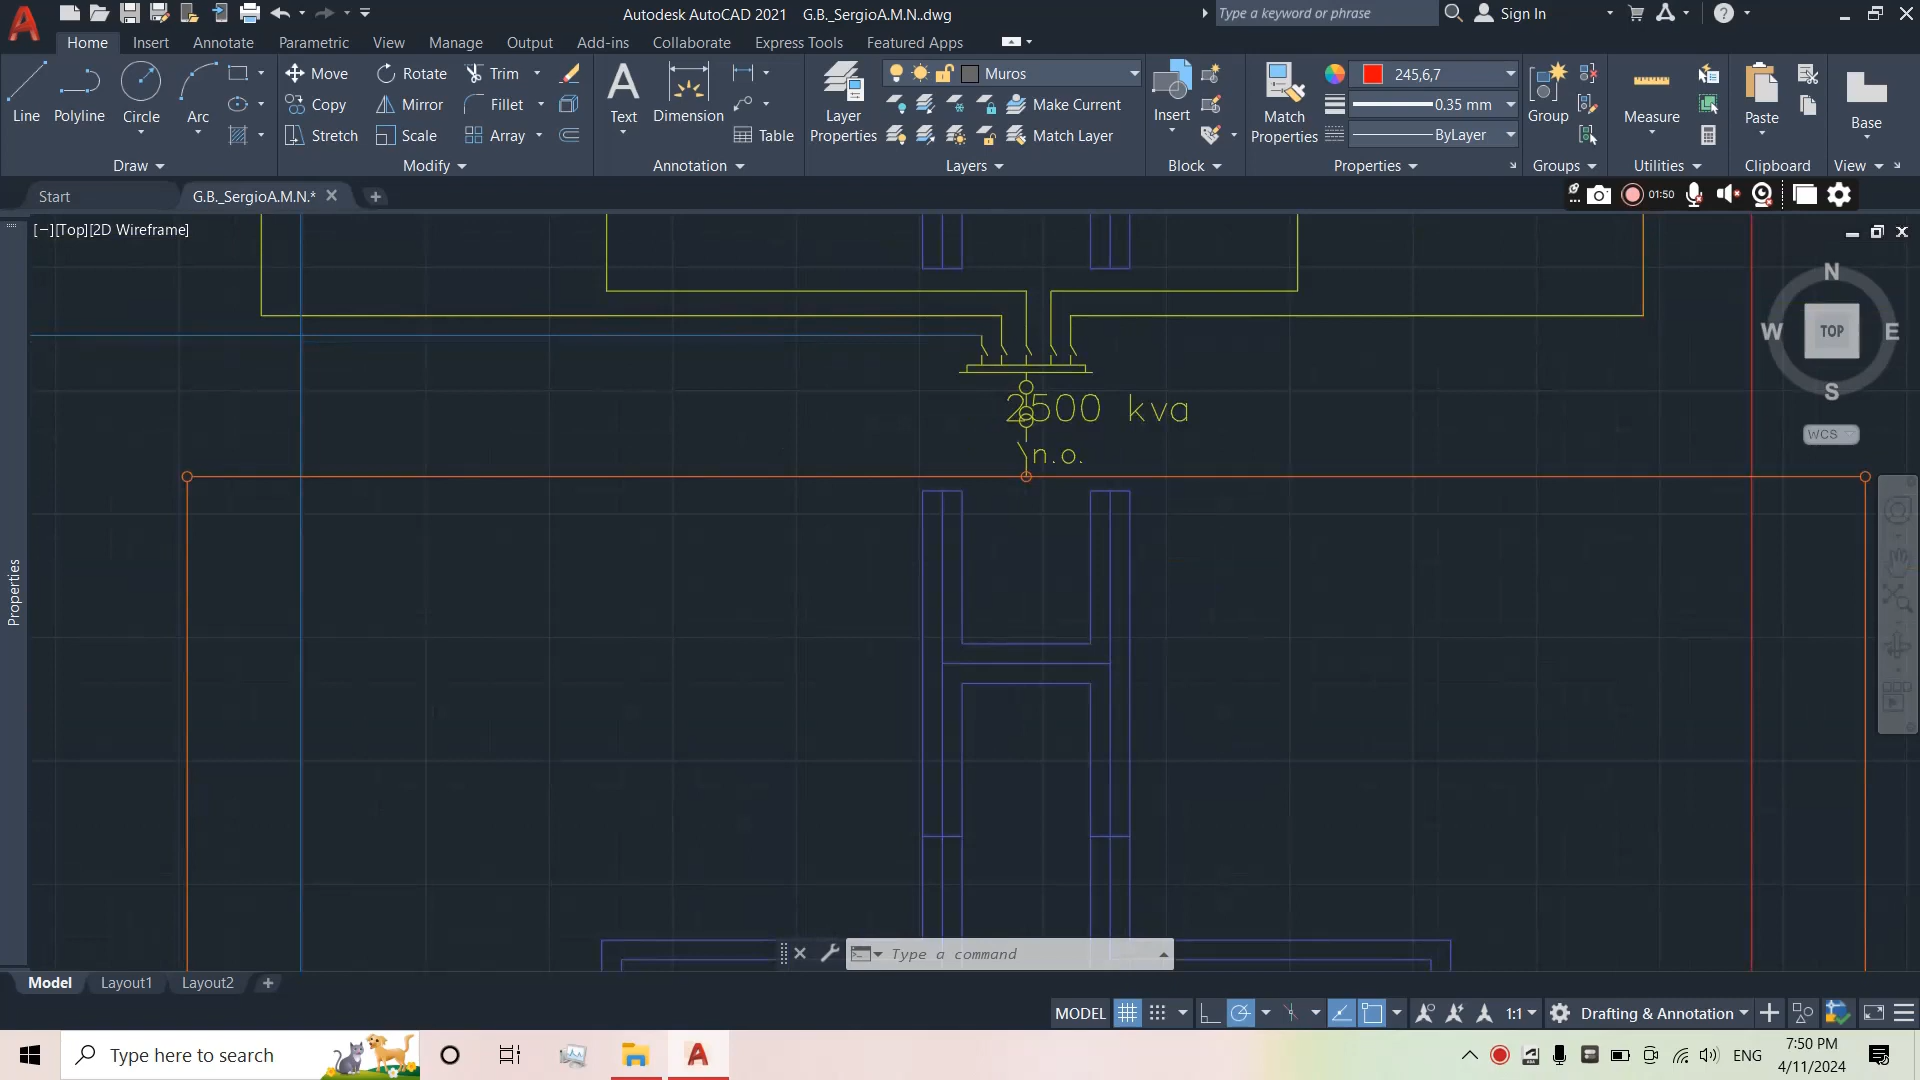 Autodesk AutoCAD 2021 G.B._SergioA.M.N..dwg
Type a keyword or phrase
Sign In
Home Insert Annotate Parametric View Manage Output Add-ins Collaborate Express Tools Featured Apps
Line Polyline Circle Arc
Move Rotate Trim
Copy Mirror Fillet
Stretch Scale Array
Text Dimension
Table
Layer Properties
Muros
Make Current
Match Layer
Insert
Match Properties
245,6,7
0.35 mm
ByLayer
Group
Measure
Paste
Base
Draw Modify Annotation Layers Block Properties Groups Utilities Clipboard View
Start G.B._SergioA.M.N.*
01:50
[−][Top][2D Wireframe]
N
W TOP E
S
WCS
2500 kva
n.o.
Properties
Type a command
Model Layout1 Layout2
MODEL 1:1 Drafting & Annotation
Type here to search
ENG
7:50 PM
4/11/2024